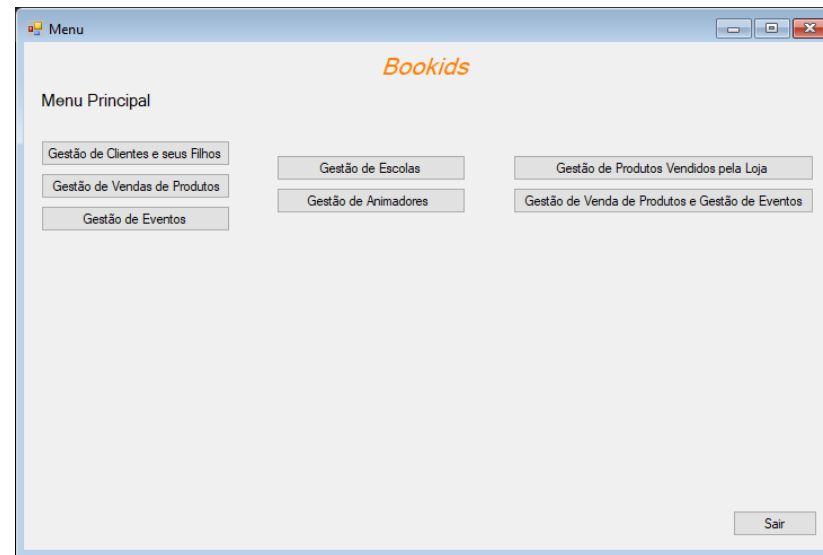 Menu
Bookids
Menu Principal
Gestão de Clientes e seus Filhos
Gestão de Vendas de Produtos
Gestão de Eventos
Gestão de Escolas
Gestão de Animadores
Gestão de Produtos Vendidos pela Loja
Gestão de Venda de Produtos e Gestão de Eventos
Sair